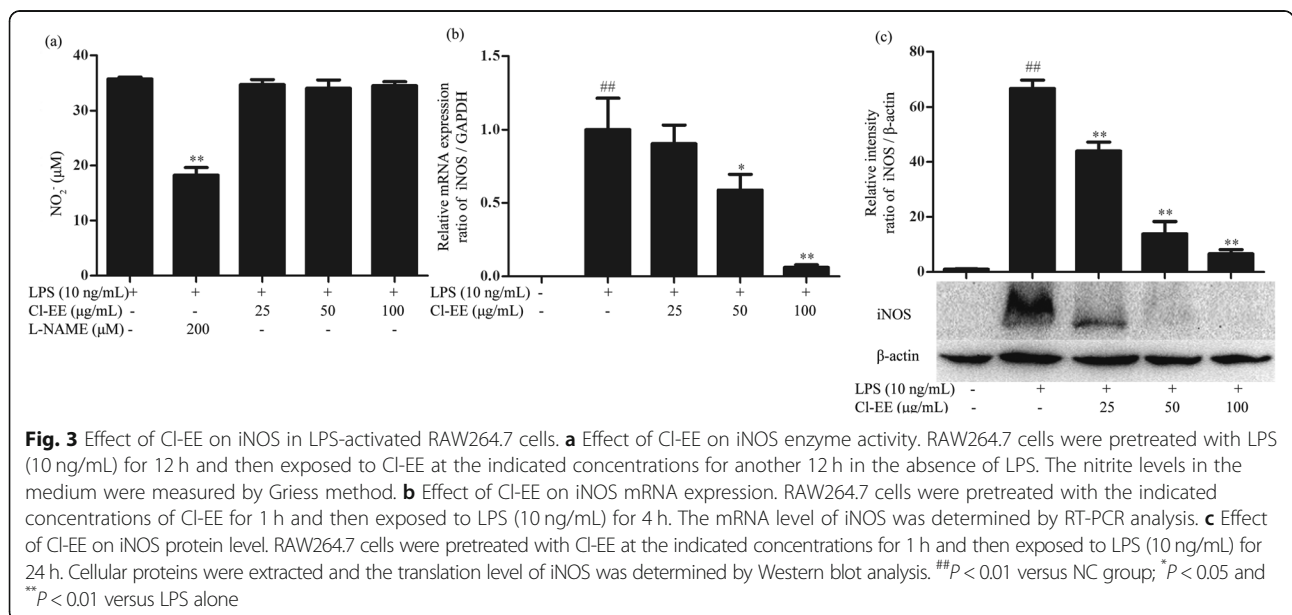 (a)
40
30
20
10
0
NO2- (μM)
**
LPS (10 ng/mL) + + + + +
Cl-EE (μg/mL) - - 25 50 100
L-NAME (μM) - 200 - - -
(b)
1.5
1.0
0.5
0.0
Relative mRNA expression
ratio of iNOS / GAPDH
##
*
**
LPS (10 ng/mL) - + + + +
Cl-EE (μg/mL) - - 25 50 100
(c)
80
60
40
20
0
Relative intensity
ratio of iNOS / β-actin
##
**
**
**
iNOS
β-actin
LPS (10 ng/mL) - + + + +
Cl-EE (μg/mL) - - 25 50 100
Fig. 3 Effect of Cl-EE on iNOS in LPS-activated RAW264.7 cells. a Effect of Cl-EE on iNOS enzyme activity. RAW264.7 cells were pretreated with LPS
(10 ng/mL) for 12 h and then exposed to Cl-EE at the indicated concentrations for another 12 h in the absence of LPS. The nitrite levels in the
medium were measured by Griess method. b Effect of Cl-EE on iNOS mRNA expression. RAW264.7 cells were pretreated with the indicated
concentrations of Cl-EE for 1 h and then exposed to LPS (10 ng/mL) for 4 h. The mRNA level of iNOS was determined by RT-PCR analysis. c Effect
of Cl-EE on iNOS protein level. RAW264.7 cells were pretreated with Cl-EE at the indicated concentrations for 1 h and then exposed to LPS (10 ng/mL) for
24 h. Cellular proteins were extracted and the translation level of iNOS was determined by Western blot analysis. ##P < 0.01 versus NC group; *P < 0.05 and
**P < 0.01 versus LPS alone